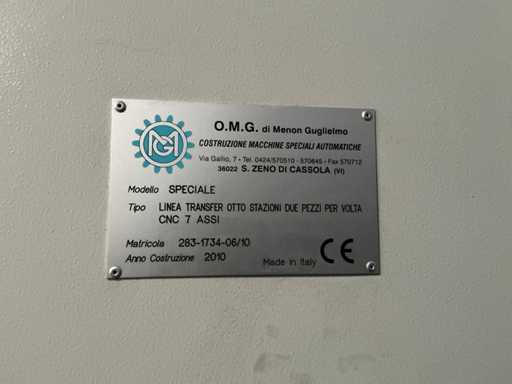 O.M.G. di Menon Guglielmo
COSTRUZIONE MACCHINE SPECIALI AUTOMATICHE
Via Gallio, 7 - Tel. 0424/570510 - 570645 - Fax 570712
36022 S. ZENO DI CASSOLA (VI)
MG
Modello SPECIALE
Tipo LINEA TRANSFER OTTO STAZIONI DUE PEZZI PER VOLTA
CNC 7 ASSI
Matricola 283-1734-06/10
Anno Costruzione 2010
Made in Italy CE